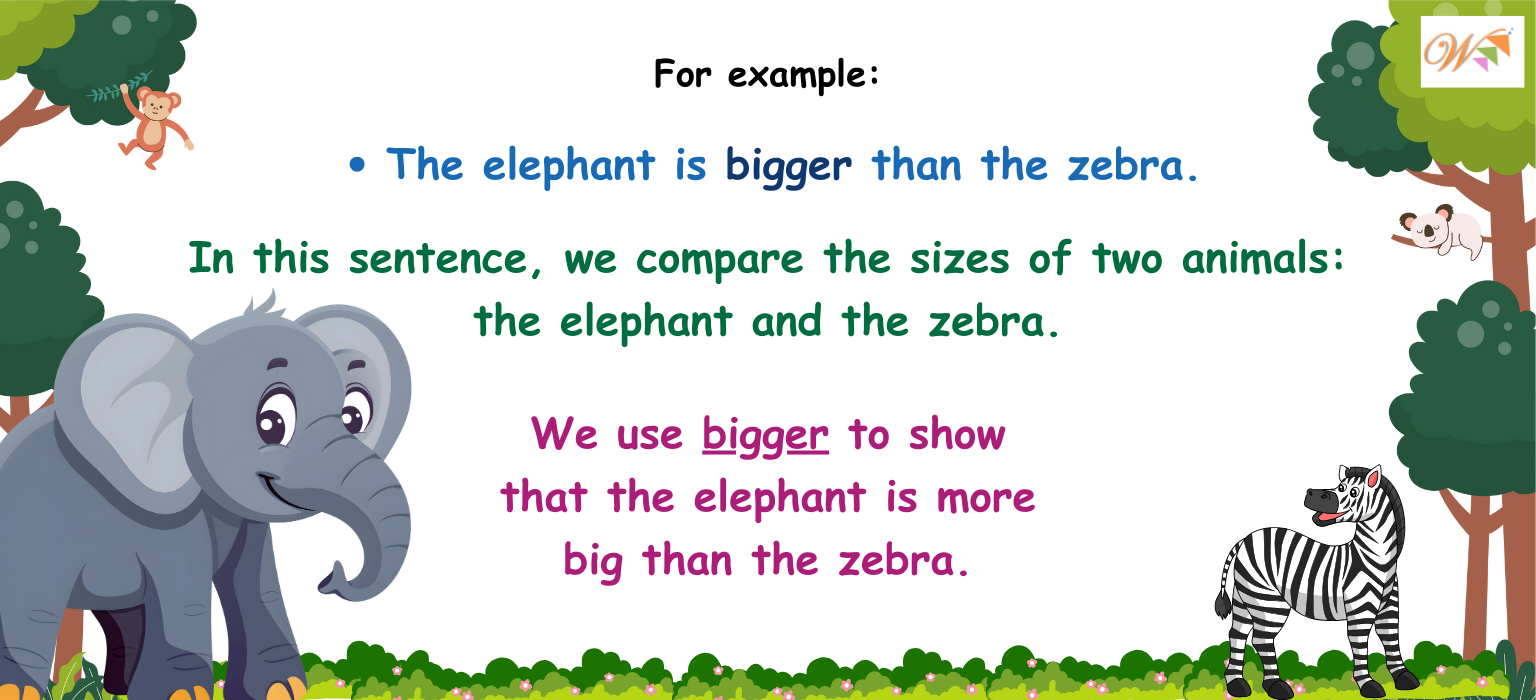 W
For example:
• The elephant is bigger than the zebra.
In this sentence, we compare the sizes of two animals:
the elephant and the zebra.
We use bigger to show
that the elephant is more
big than the zebra.